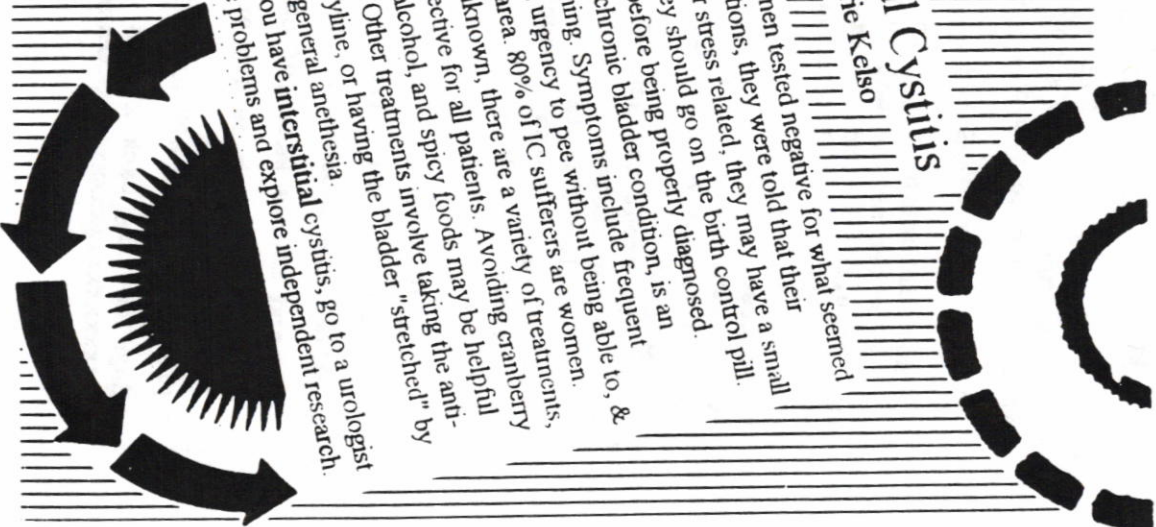 l Cystitis
ie Kelso
nen tested negative for what seemed
tions, they were told that their
r stress related, they may have a small
ey should go on the birth control pill.
before being properly diagnosed.
chronic bladder condition, is an
ning. Symptoms include frequent
urgency to pee without being able to, &
area. 80% of IC sufferers are women.
known, there are a variety of treatments,
ective for all patients. Avoiding cranberry
alcohol, and spicy foods may be helpful
Other treatments involve taking the anti-
yline, or having the bladder "stretched" by
general anethesia.
ou have interstitial cystitis, go to a urologist
problems and explore independent research.